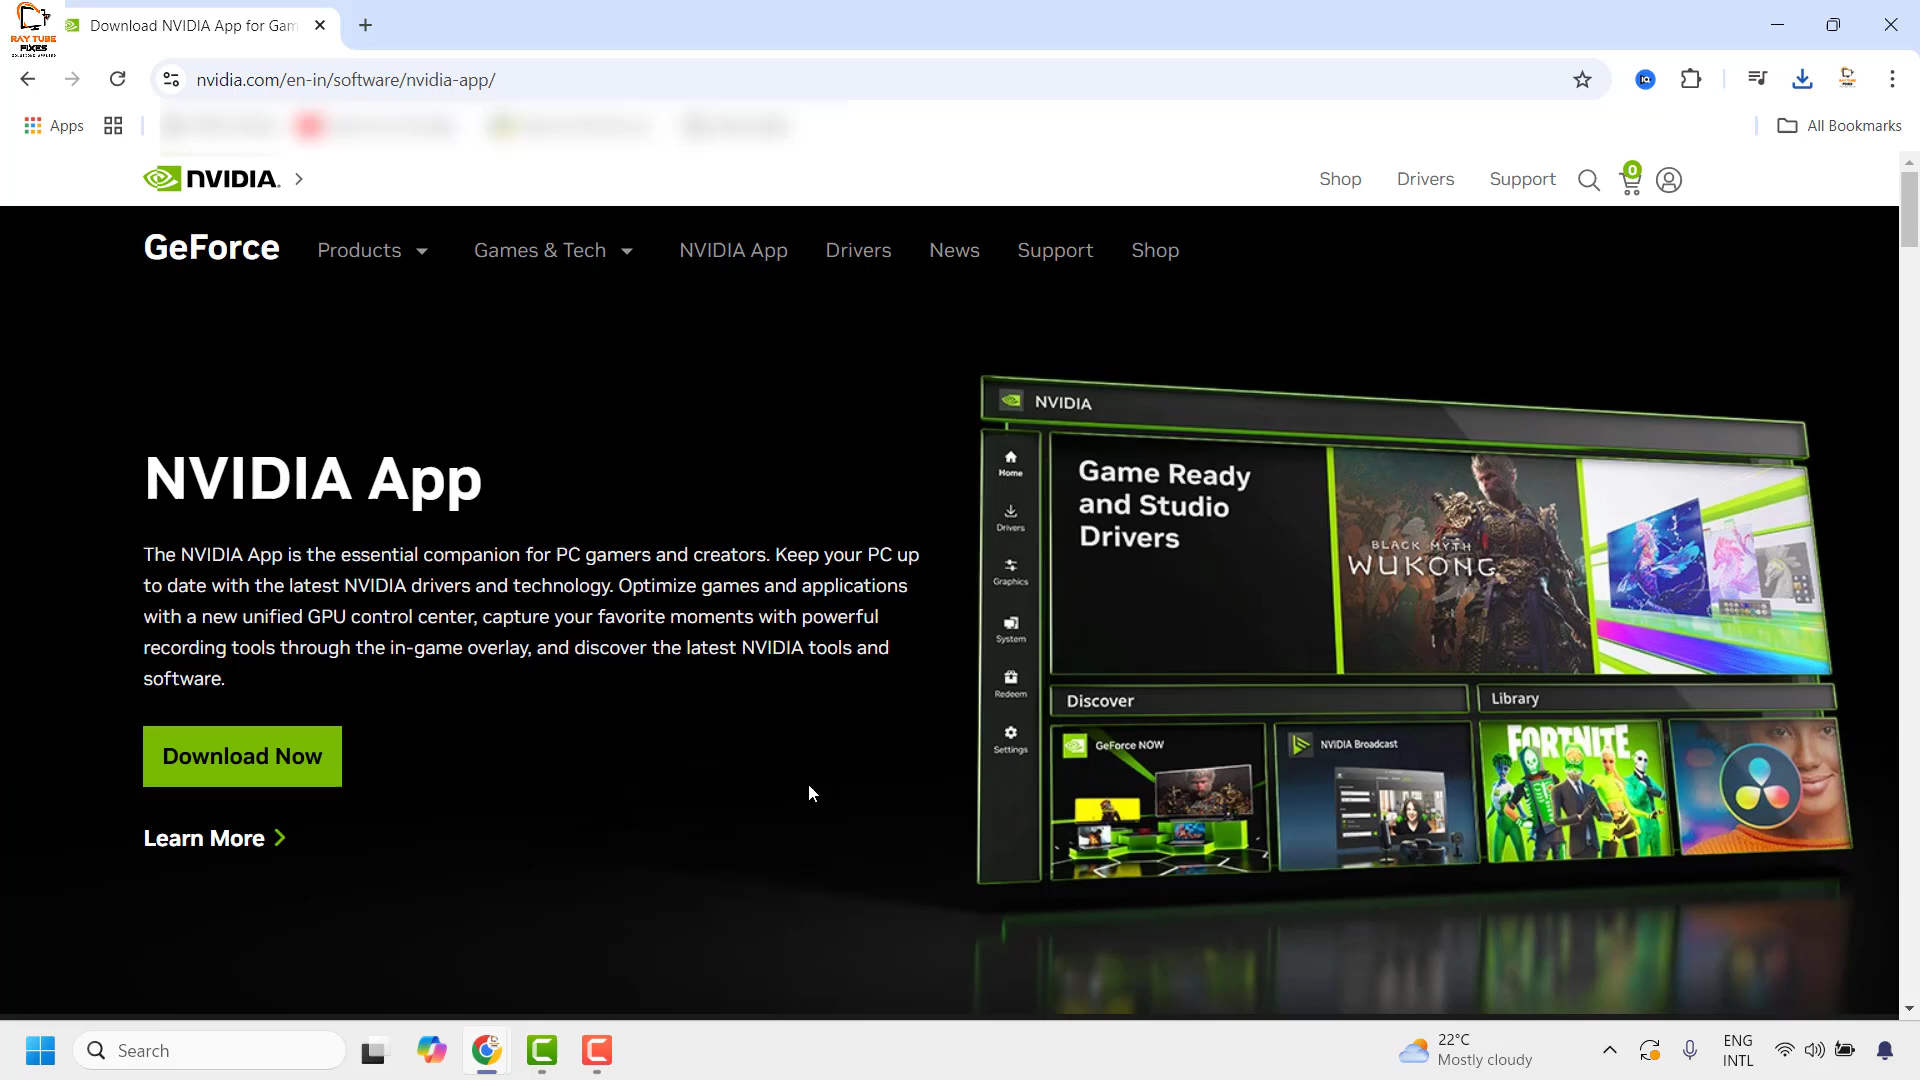 RAY TUBE
FIXES
Download NVIDIA App for Gam
nvidia.com/en-in/software/nvidia-app/
Apps
All Bookmarks
NVIDIA.
Shop
Drivers
Support
0
GeForce
Products
Games & Tech
NVIDIA App
Drivers
News
Support
Shop
NVIDIA App
The NVIDIA App is the essential companion for PC gamers and creators. Keep your PC up
to date with the latest NVIDIA drivers and technology. Optimize games and applications
with a new unified GPU control center, capture your favorite moments with powerful
recording tools through the in-game overlay, and discover the latest NVIDIA tools and
software.
Download Now
Learn More
NVIDIA
Home
Drivers
Graphics
System
Redeem
Settings
Game Ready
and Studio
Drivers
BLACK MYTH
WUKONG
Discover
Library
GeForce NOW
NVIDIA Broadcast
FORTNITE
Search
22°C
Mostly cloudy
ENG
INTL